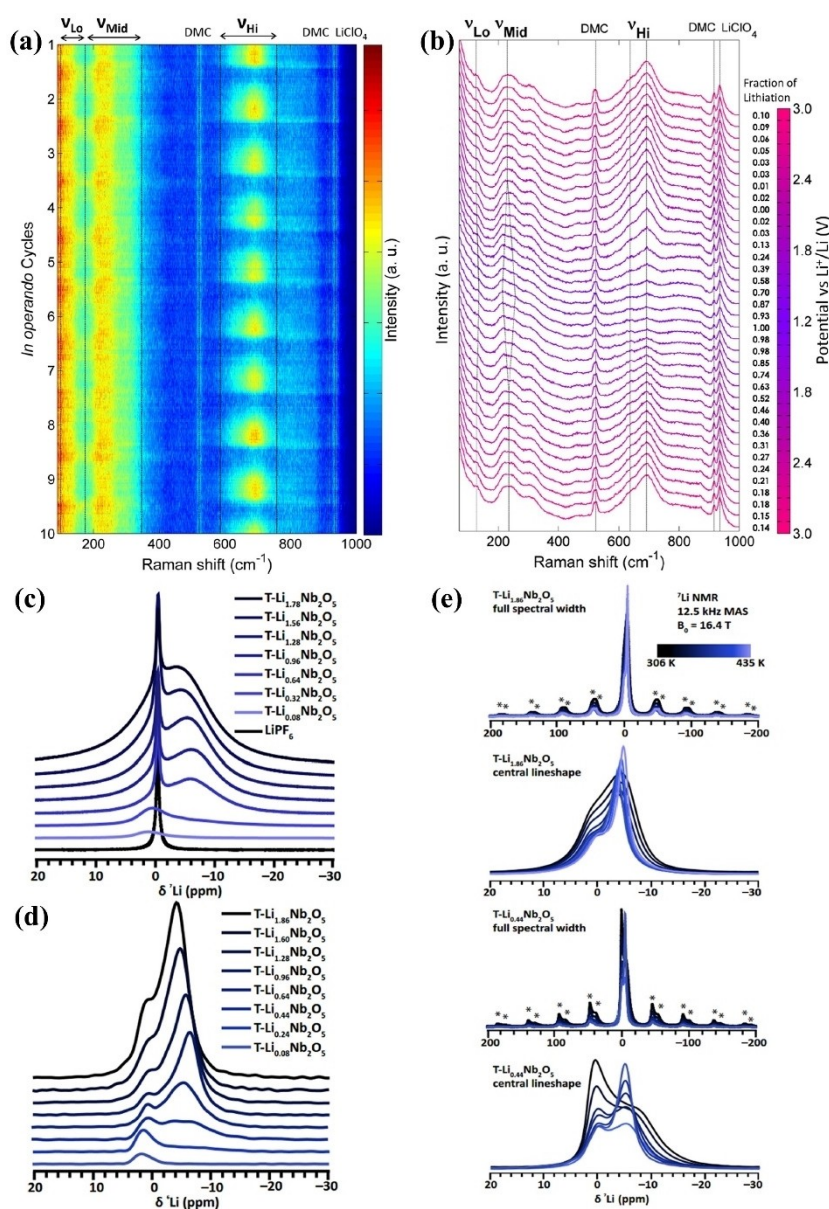 (a)
νLo νMid DMC νHi DMC LiClO4
1
2
3
4
5
6
7
8
9
10
In operando Cycles
200 400 600 800 1000
Raman shift (cm-1)
Intensity (a. u.)
(b)
νLo νMid DMC νHi DMC LiClO4
Fraction of
Lithiation
0.10
0.09
0.06
0.05
0.03
0.03
0.01
0.02
0.00
0.02
0.03
0.13
0.24
0.39
0.58
0.70
0.87
0.93
1.00
0.98
0.98
0.85
0.74
0.63
0.52
0.46
0.40
0.36
0.31
0.27
0.24
0.21
0.18
0.18
0.15
0.14
3.0
2.4
1.8
1.2
1.8
2.4
3.0
Potential vs Li+/Li (V)
Intensity (a. u.)
200 400 600 800 1000
Raman shift (cm-1)
(c)
T-Li1.78Nb2O5
T-Li1.56Nb2O5
T-Li1.28Nb2O5
T-Li0.96Nb2O5
T-Li0.64Nb2O5
T-Li0.32Nb2O5
T-Li0.08Nb2O5
LiPF6
20 10 0 −10 −20 −30
δ 7Li (ppm)
(d)
T-Li1.86Nb2O5
T-Li1.60Nb2O5
T-Li1.28Nb2O5
T-Li0.96Nb2O5
T-Li0.64Nb2O5
T-Li0.44Nb2O5
T-Li0.24Nb2O5
T-Li0.08Nb2O5
20 10 0 −10 −20 −30
δ 6Li (ppm)
(e)
T-Li1.86Nb2O5
full spectral width
7Li NMR
12.5 kHz MAS
B0 = 16.4 T
306 K 435 K
* * * * * * * * * * * * * * * *
200 100 0 −100 −200
T-Li1.86Nb2O5
central lineshape
20 10 0 −10 −20 −30
T-Li0.44Nb2O5
full spectral width
* * * * * * * * * * * *
200 100 0 −100 −200
T-Li0.44Nb2O5
central lineshape
20 10 0 −10 −20 −30
δ 7Li (ppm)